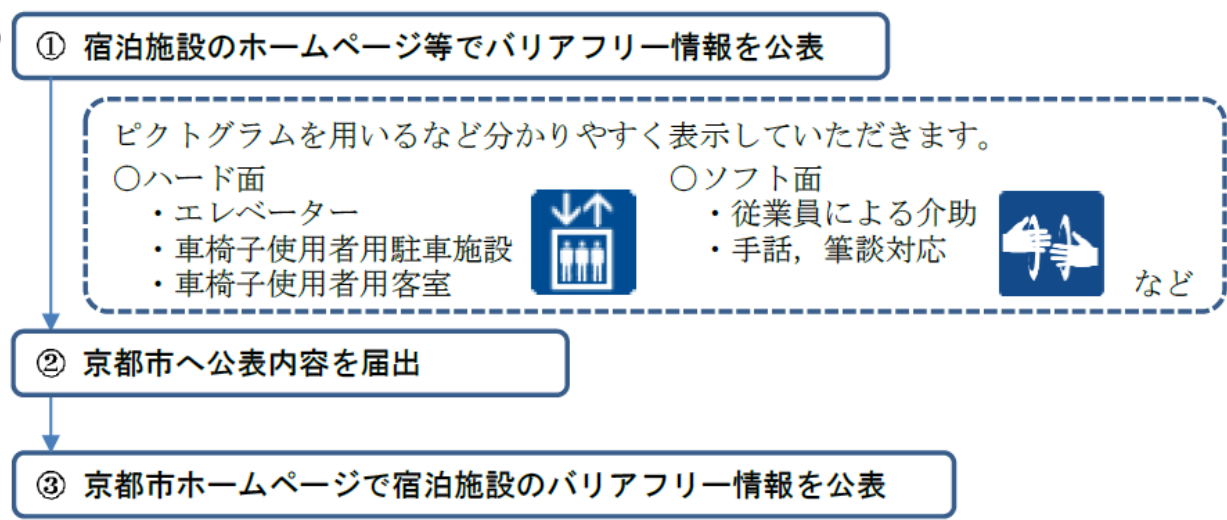 ① 宿泊施設のホームページ等でバリアフリー情報を公表
ピクトグラムを用いるなど分かりやすく表示していただきます。
○ハード面
・エレベーター
・車椅子使用者用駐車施設
・車椅子使用者用客室
○ソフト面
・従業員による介助
・手話，筆談対応
など
② 京都市へ公表内容を届出
③ 京都市ホームページで宿泊施設のバリアフリー情報を公表